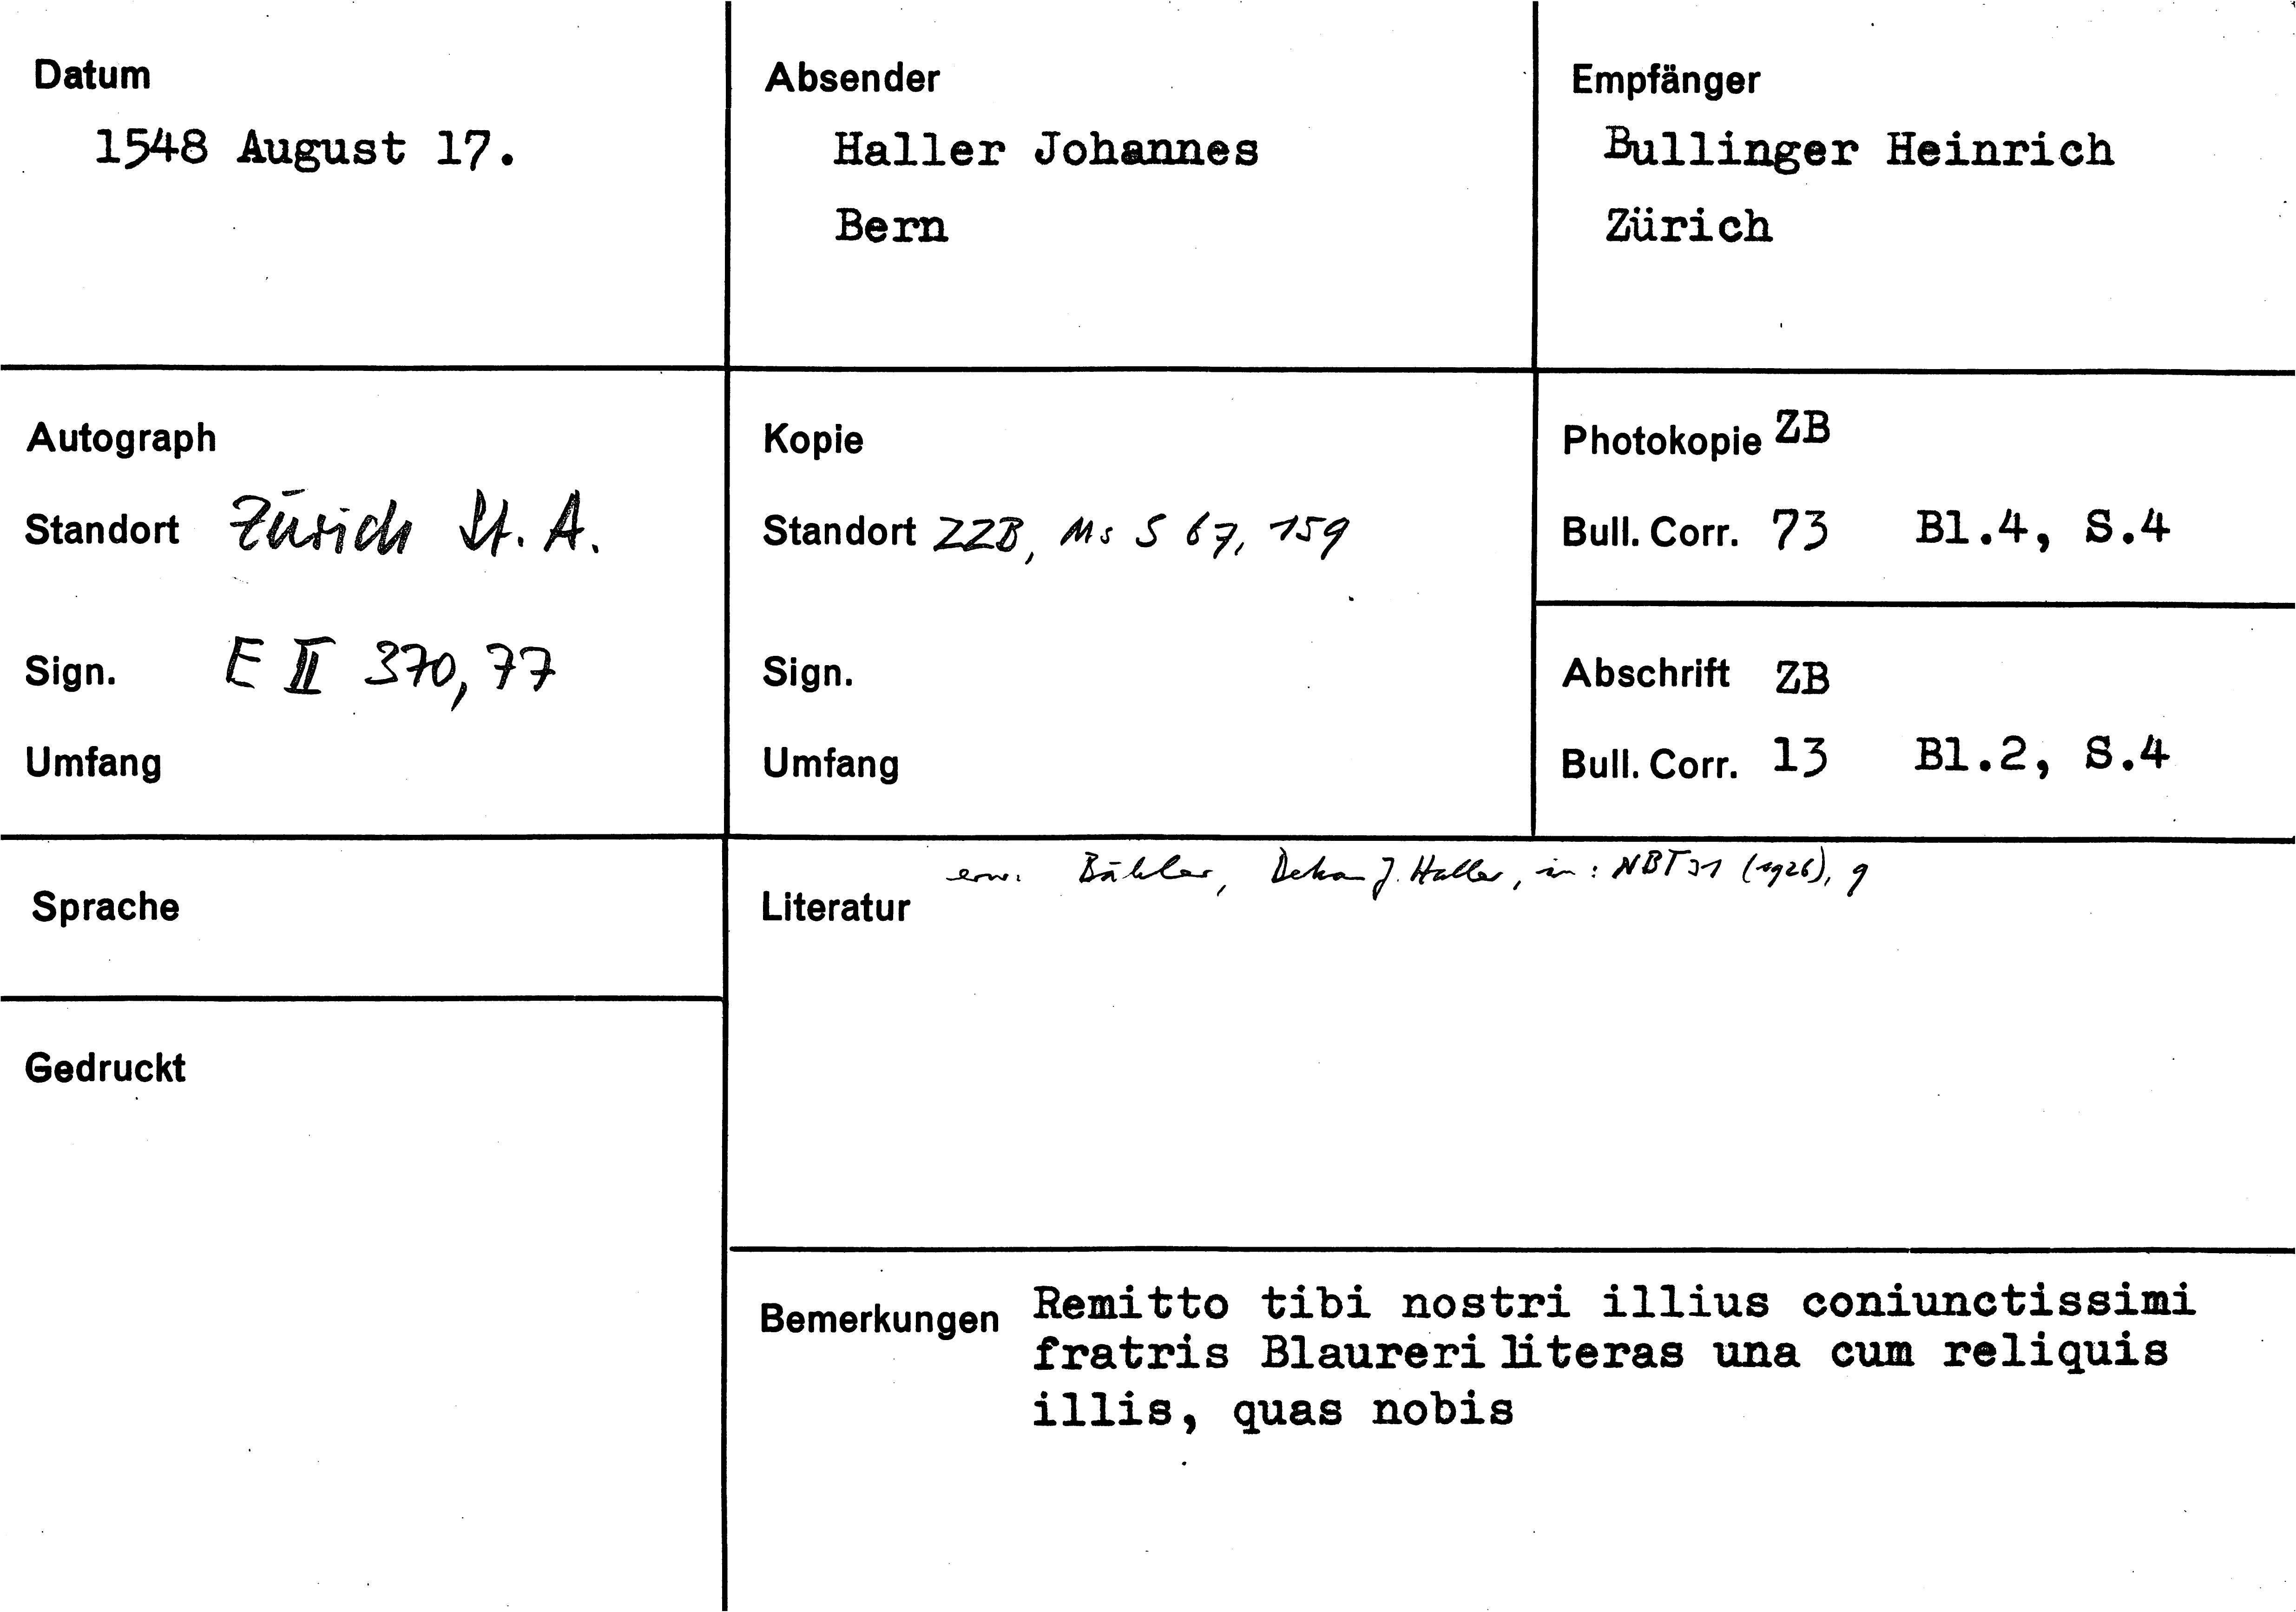 Datum
1548 August 17.
Absender
Haller Johannes
Bern
Empfänger
Bullinger Heinrich
Zürich
Autograph
Standort Zürich St. A.
Sign. E II 370, 77
Umfang
Kopie
Standort ZZB, Ms S 67, 159
Sign.
Umfang
Photokopie ZB
Bull. Corr. 73 Bl.4, S.4
Abschrift ZB
Bull. Corr. 13 Bl.2, S.4
Sprache
Gedruckt
erw. Bähler, Dekan J. Haller, in: NBT 31 (1926), 9
Literatur
Bemerkungen Remitto tibi nostri illius coniunctissimi
fratris Blaureri literas una cum reliquis
illis, quas nobis